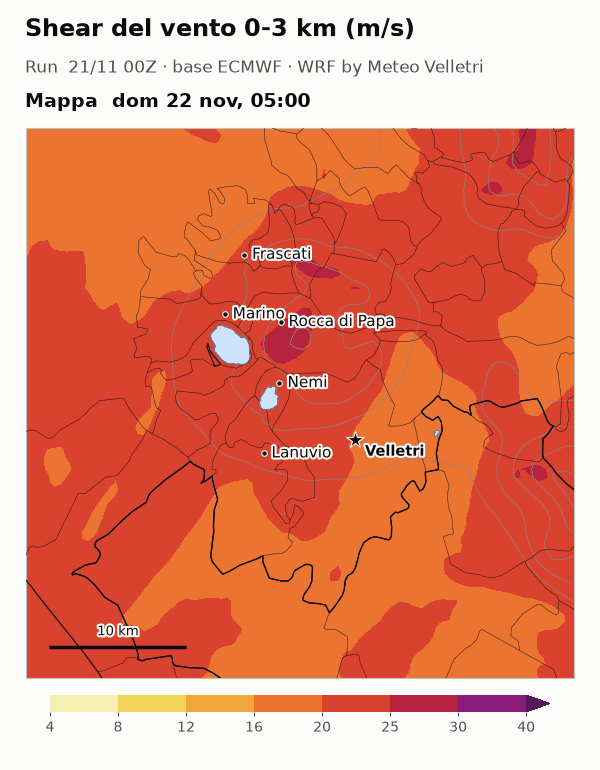 Shear del vento 0-3 km (m/s)
Run  21/11 00Z · base ECMWF · WRF by Meteo Velletri
Mappa  dom 22 nov, 05:00
Frascati
Marino
Rocca di Papa
Nemi
Velletri
Lanuvio
10 km
4 8 12 16 20 25 30 40